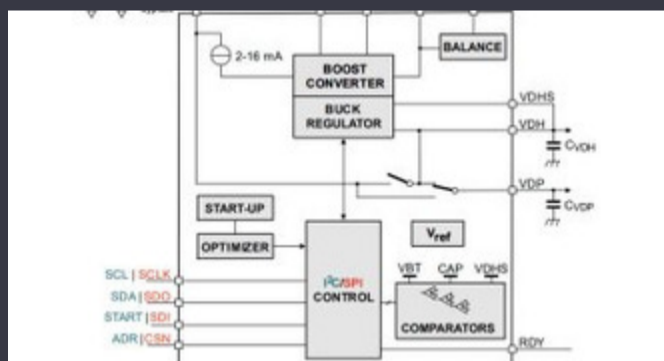 2-16 mA
BALANCE
BOOST
CONVERTER
BUCK
REGULATOR
VDHS
VDH
CVDH
VDP
CVDP
START-UP
OPTIMIZER
Vref
I²C/SPI
CONTROL
VBT CAP VDHS
COMPARATORS
SCL | SCLK
SDA | SDO
START | SDI
ADR | CSN
RDY